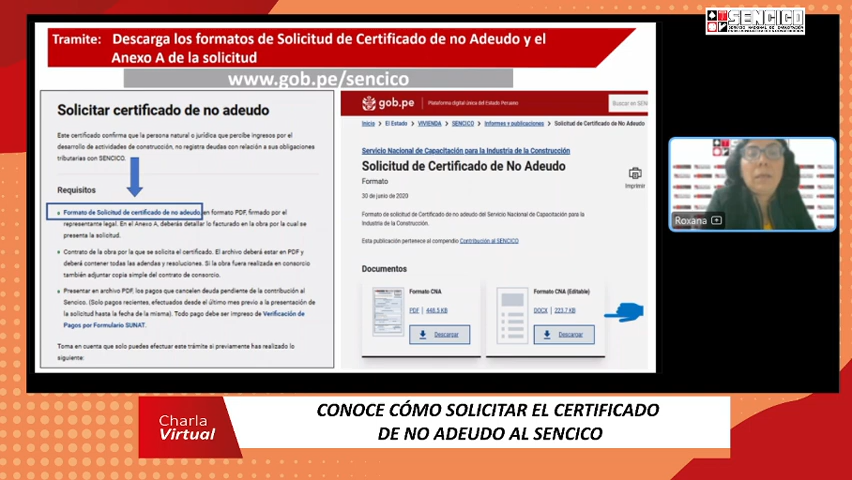 SENCICO
SERVICIO NACIONAL DE CAPACITACIÓN
Tramite: Descarga los formatos de Solicitud de Certificado de no Adeudo y el
Anexo A de la solicitud
www.gob.pe/sencico
Solicitar certificado de no adeudo
Este certificado confirma que la persona natural o jurídica que percibe ingresos por el
desarrollo de actividades de construcción, no registra deudas con relación a sus obligaciones
tributarias con SENCICO.
Requisitos
Formato de Solicitud de certificado de no adeudo en formato PDF, firmado por el
representante legal. En el Anexo A, deberás detallar lo facturado en la obra por la cual se
presenta la solicitud.
Contrato de la obra por la que se solicita el certificado. El archivo deberá estar en PDF y
deberá contener todas las adendas y resoluciones. Si la obra fuera realizada en consorcio
también adjuntar copia simple del contrato de consorcio.
Presentar en archivo PDF, los pagos que cancelen deuda pendiente de la contribución al
Sencico. (Solo pagos recientes, efectuados desde el último mes previo a la presentación de
la solicitud hasta la fecha de la misma). Todo pago debe ser impreso de Verificación de
Pagos por Formulario SUNAT.
Toma en cuenta que solo puedes efectuar este trámite si previamente has realizado lo
siguiente:
gob.pe
Plataforma digital única del Estado Peruano
Buscar en SEN
Inicio > El Estado > VIVIENDA > SENCICO > Informes y publicaciones > Solicitud de Certificado de No Adeudo
Servicio Nacional de Capacitación para la Industria de la Construcción
Solicitud de Certificado de No Adeudo
Formato
Imprimir
30 de junio de 2020
Formato de solicitud de Certificado de no adeudo del Servicio Nacional de Capacitación para la
Industria de la Construcción.
Esta publicación pertenece al compendio Contribución al SENCICO
Documentos
Formato CNA
PDF | 446.5 KB
Descargar
Formato CNA (Editable)
DOCX | 223.7 KB
Descargar
Roxana
Charla
Virtual
CONOCE CÓMO SOLICITAR EL CERTIFICADO
DE NO ADEUDO AL SENCICO